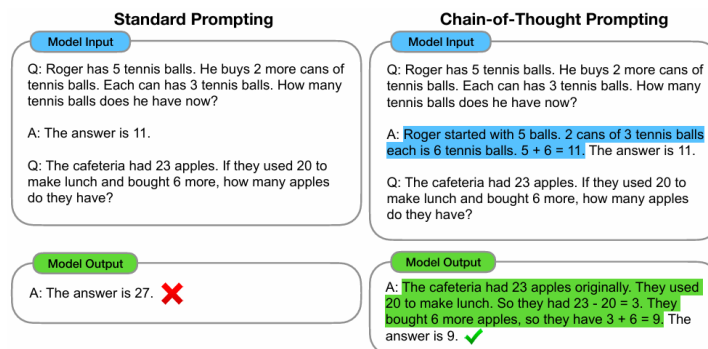 Standard Prompting
Model Input
Q: Roger has 5 tennis balls. He buys 2 more cans of
tennis balls. Each can has 3 tennis balls. How many
tennis balls does he have now?
A: The answer is 11.
Q: The cafeteria had 23 apples. If they used 20 to
make lunch and bought 6 more, how many apples
do they have?
Model Output
A: The answer is 27.
Chain-of-Thought Prompting
Model Input
Q: Roger has 5 tennis balls. He buys 2 more cans of
tennis balls. Each can has 3 tennis balls. How many
tennis balls does he have now?
A: Roger started with 5 balls. 2 cans of 3 tennis balls
each is 6 tennis balls. 5 + 6 = 11. The answer is 11.
Q: The cafeteria had 23 apples. If they used 20 to
make lunch and bought 6 more, how many apples
do they have?
Model Output
A: The cafeteria had 23 apples originally. They used
20 to make lunch. So they had 23 - 20 = 3. They
bought 6 more apples, so they have 3 + 6 = 9. The
answer is 9.